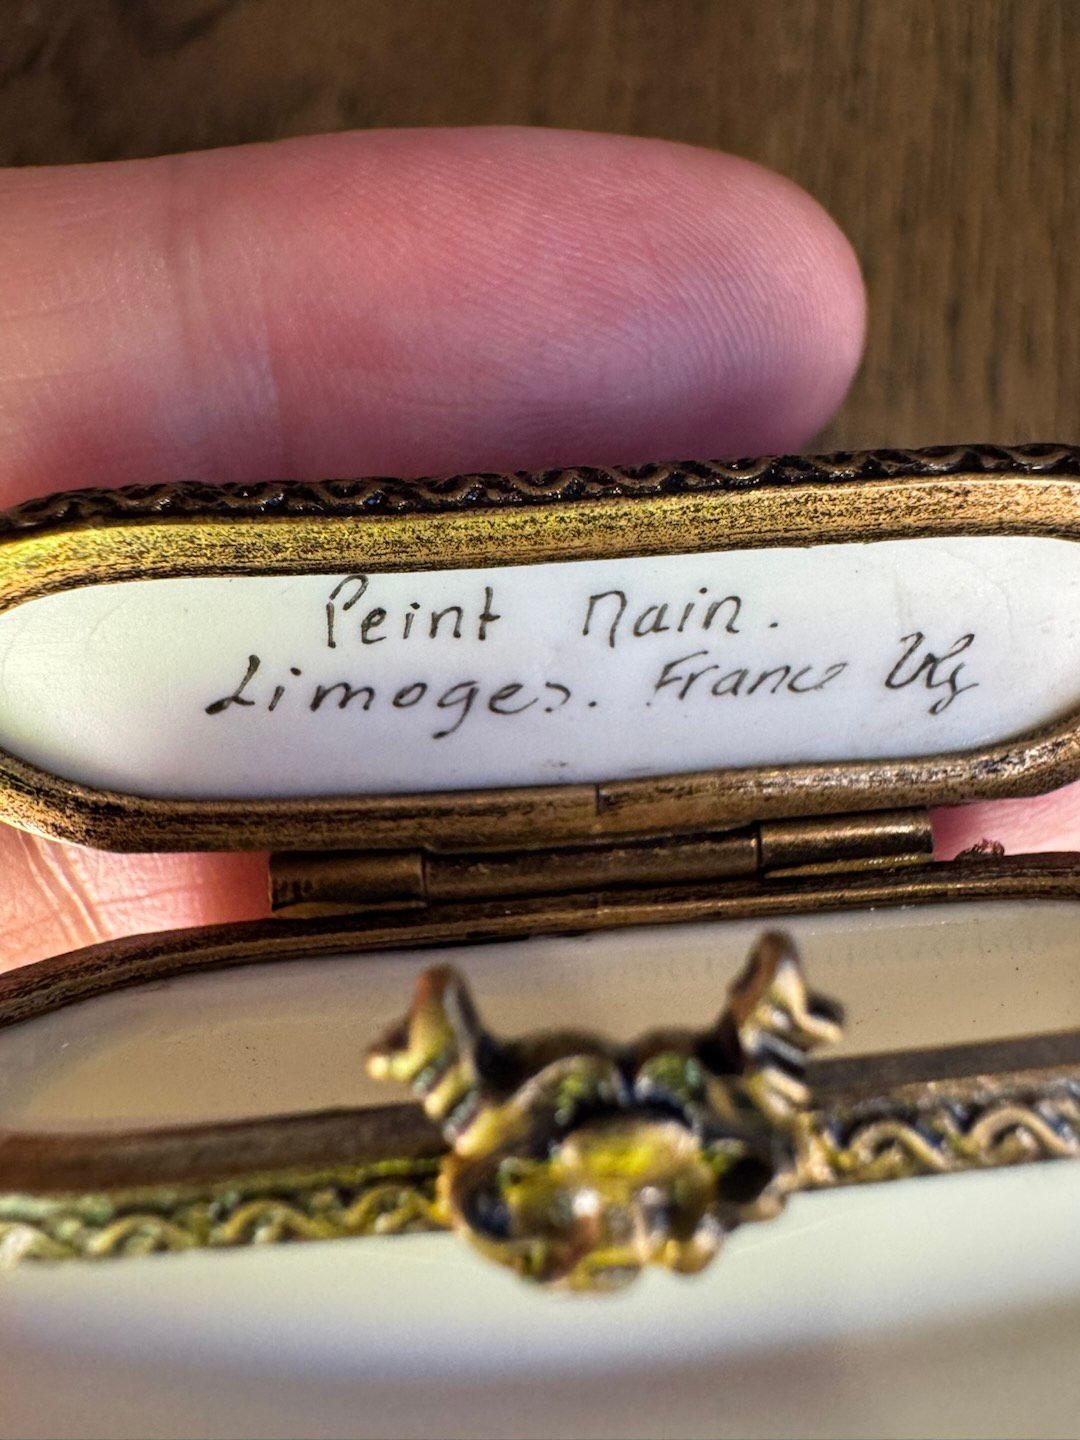 Peint Main.
Limoges. France